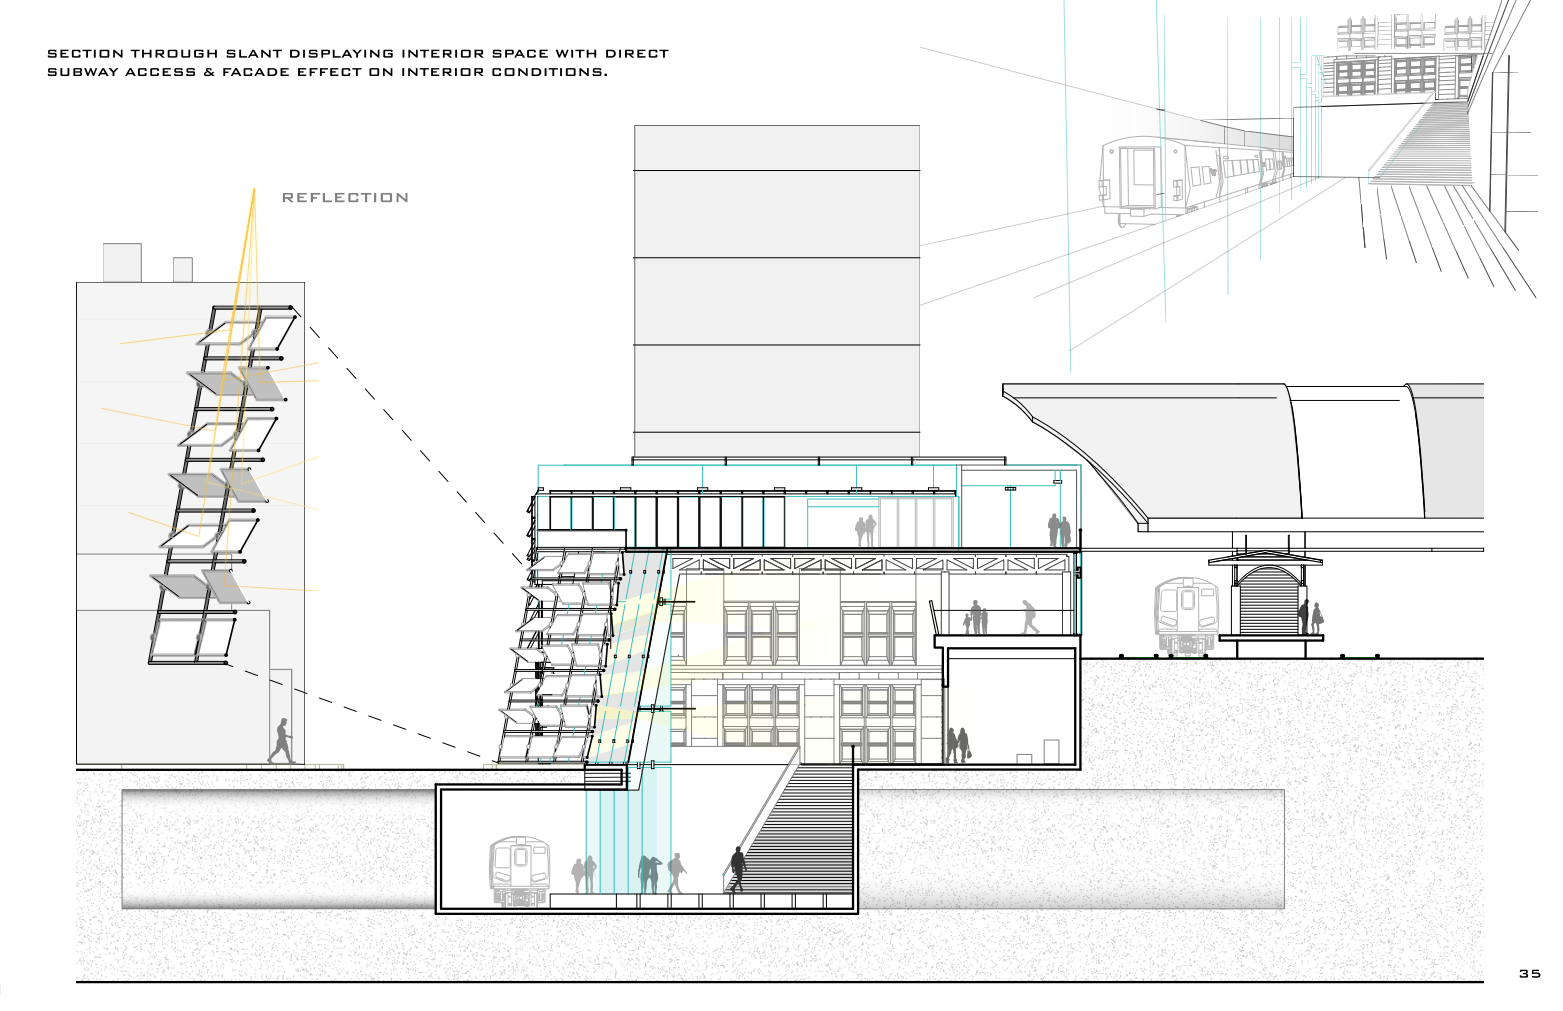 SECTION THROUGH SLANT DISPLAYING INTERIOR SPACE WITH DIRECT
SUBWAY ACCESS & FACADE EFFECT ON INTERIOR CONDITIONS.
REFLECTION
35